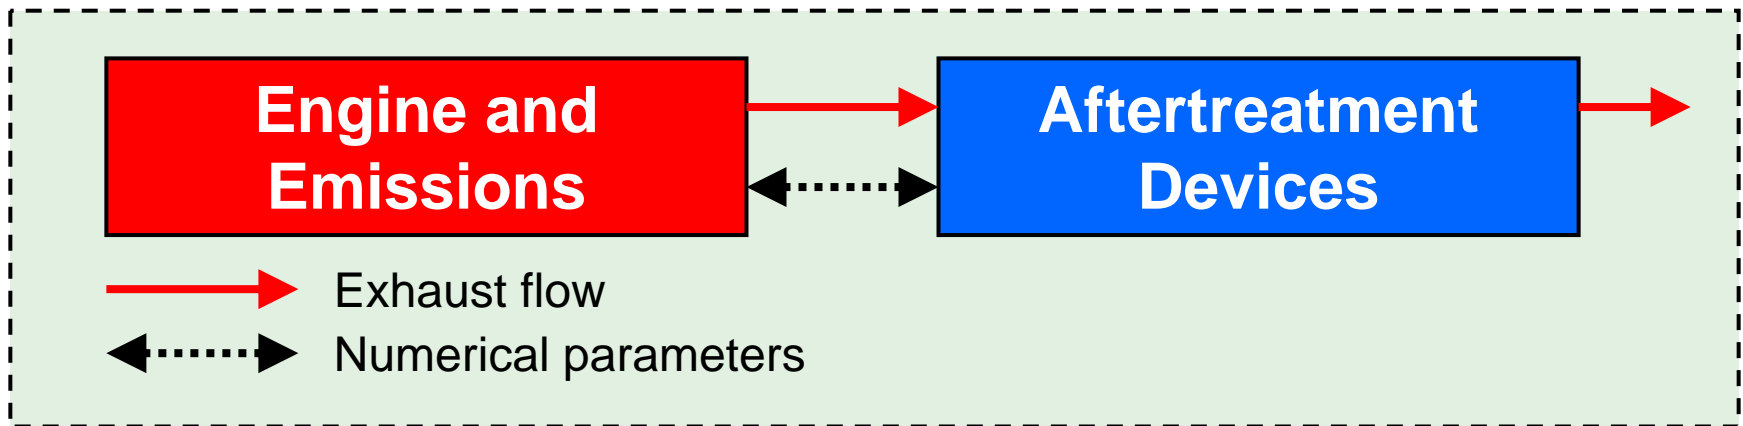 Engine and
Emissions
Aftertreatment
Devices
Exhaust flow
Numerical parameters